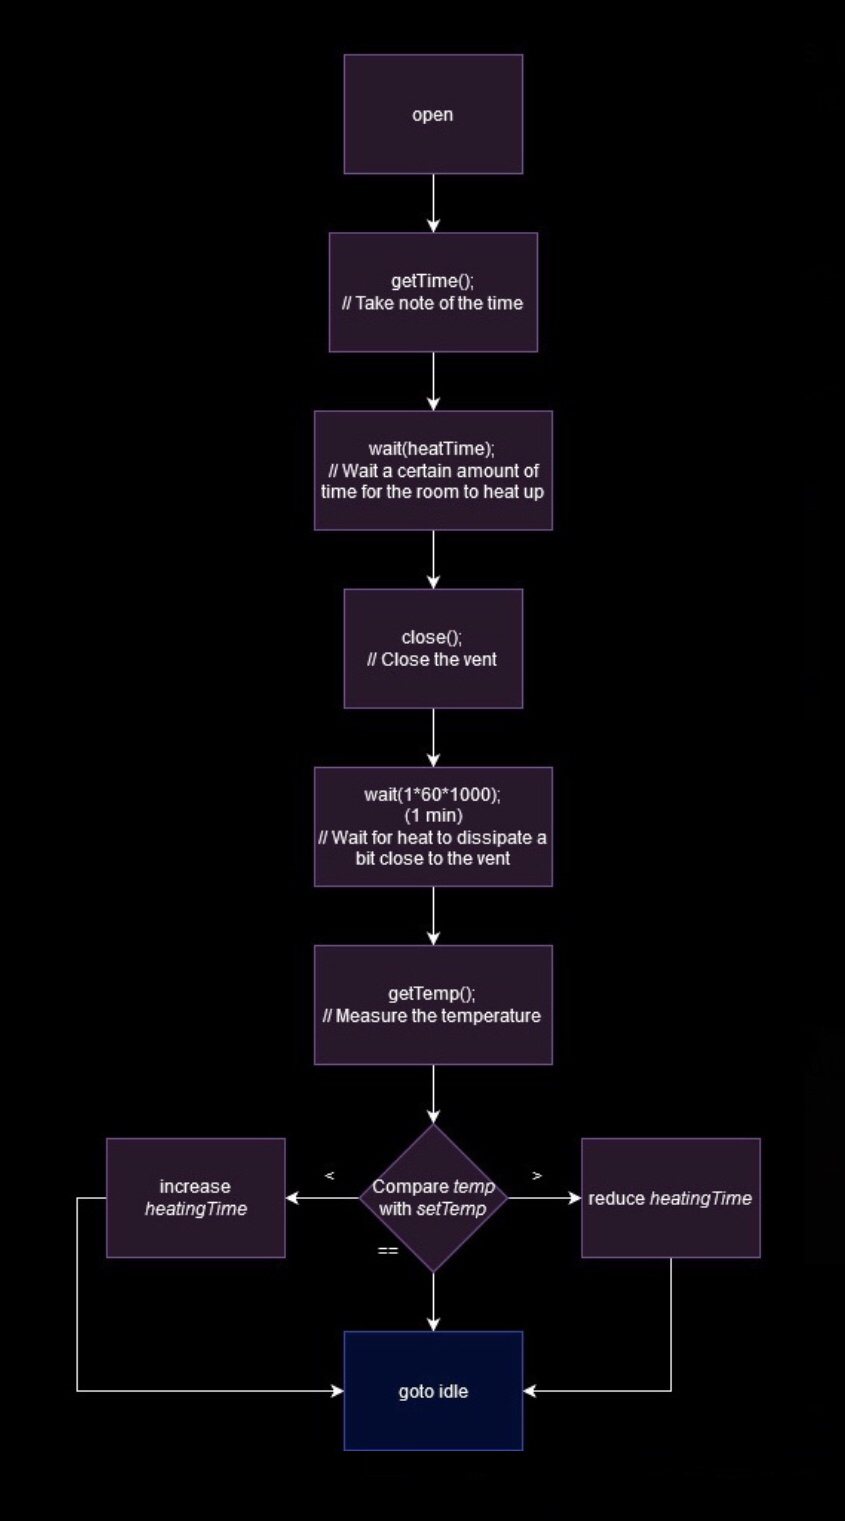 open
getTime();
// Take note of the time
wait(heatTime);
// Wait a certain amount of
time for the room to heat up
close();
// Close the vent
wait(1*60*1000);
(1 min)
// Wait for heat to dissipate a
bit close to the vent
getTemp();
// Measure the temperature
<
>
increase
heatingTime
Compare temp
with setTemp
reduce heatingTime
==
goto idle